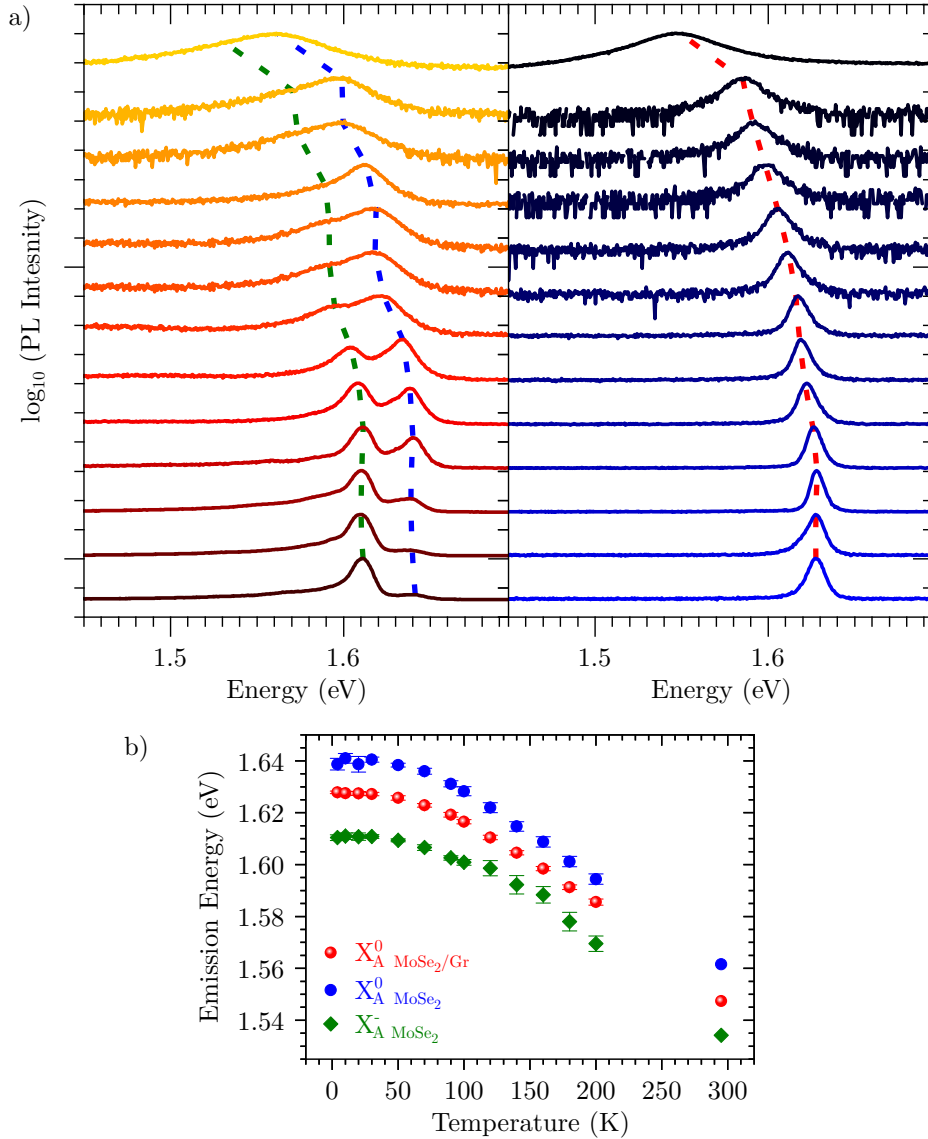 a)
log10 (PL Intesnity)
1.5 1.6 1.5 1.6
Energy (eV) Energy (eV)
b)
Emission Energy (eV)
1.64
1.62
1.60
1.58
1.56
1.54
X0A MoSe2/Gr
X0A MoSe2
X-A MoSe2
0 50 100 150 200 250 300
Temperature (K)